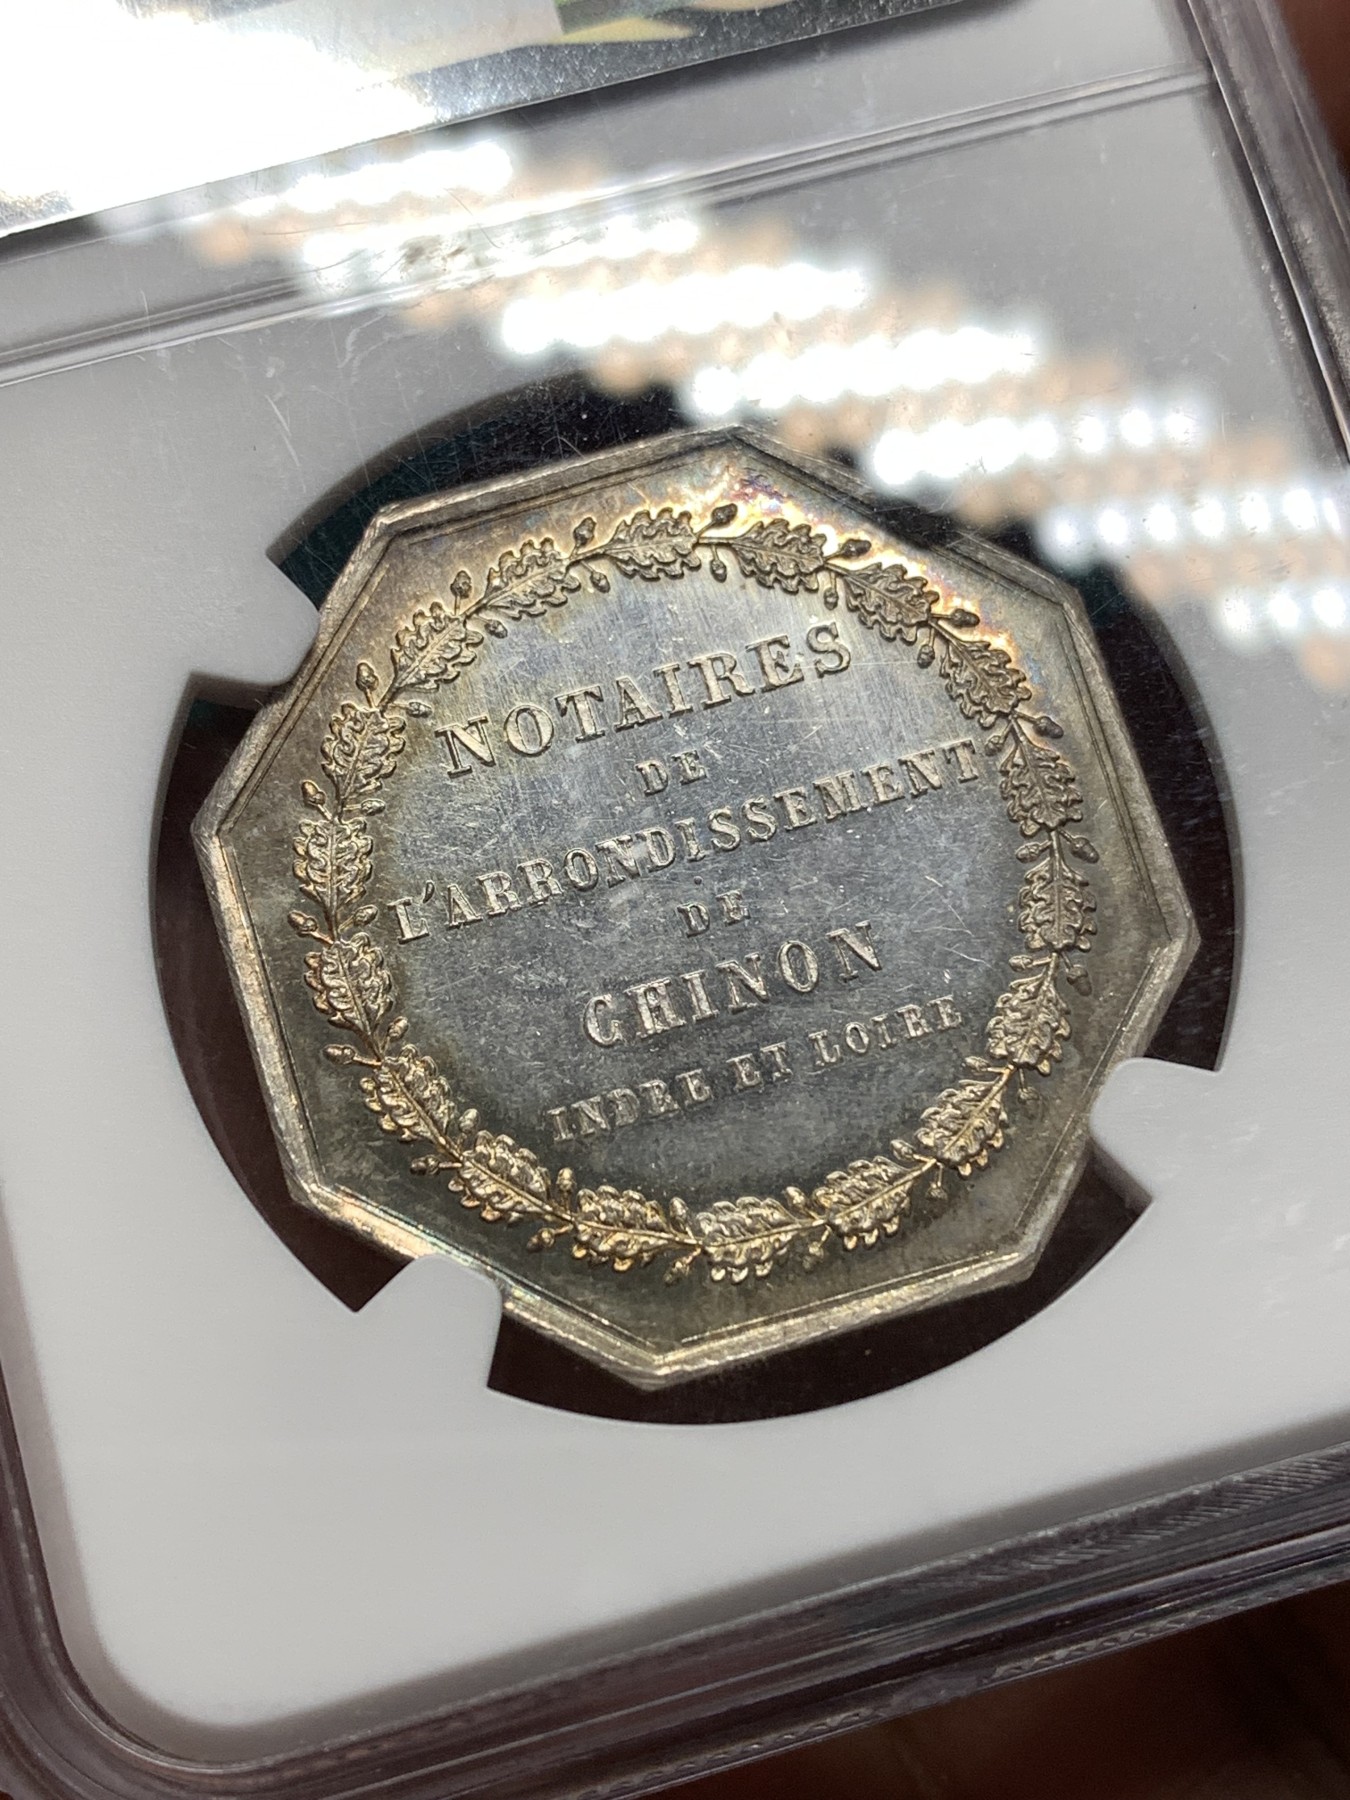 NOTAIRES
DE
L'ARRONDISSEMENT
DE
CHINON
INDRE ET LOIRE